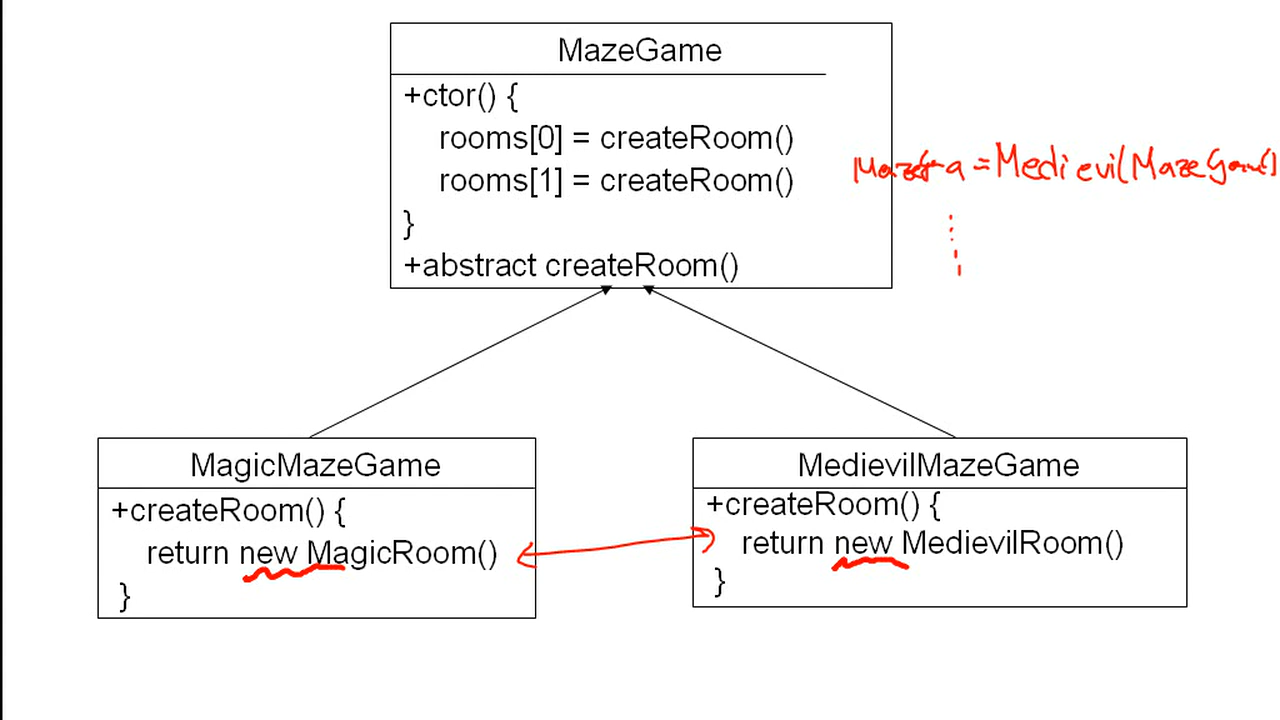 MazeGame
+ctor() {
rooms[0] = createRoom()
rooms[1] = createRoom()
}
+abstract createRoom()
a = MedievilMazeGame()
MagicMazeGame
+createRoom() {
return new MagicRoom()
}
MedievilMazeGame
+createRoom() {
return new MedievilRoom()
}